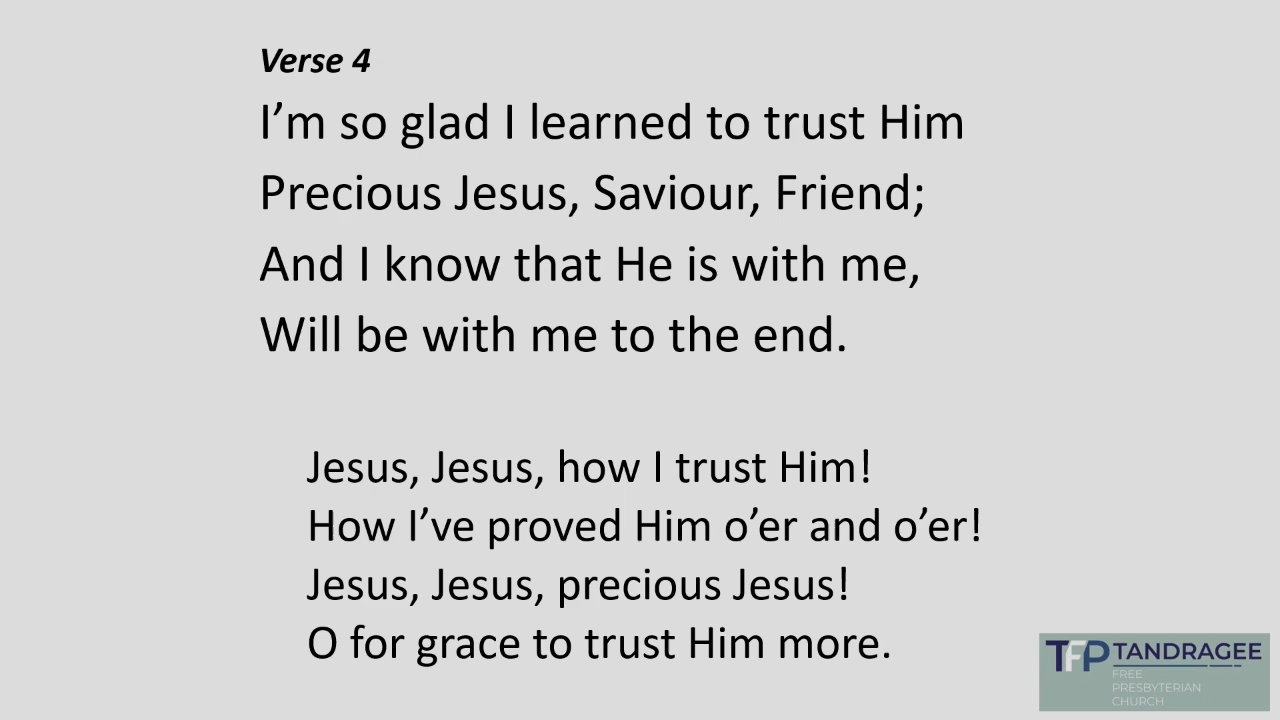 Verse 4
I’m so glad I learned to trust Him
Precious Jesus, Saviour, Friend;
And I know that He is with me,
Will be with me to the end.
Jesus, Jesus, how I trust Him!
How I’ve proved Him o’er and o’er!
Jesus, Jesus, precious Jesus!
O for grace to trust Him more.
TFP TANDRAGEE
FREE
PRESBYTERIAN
CHURCH